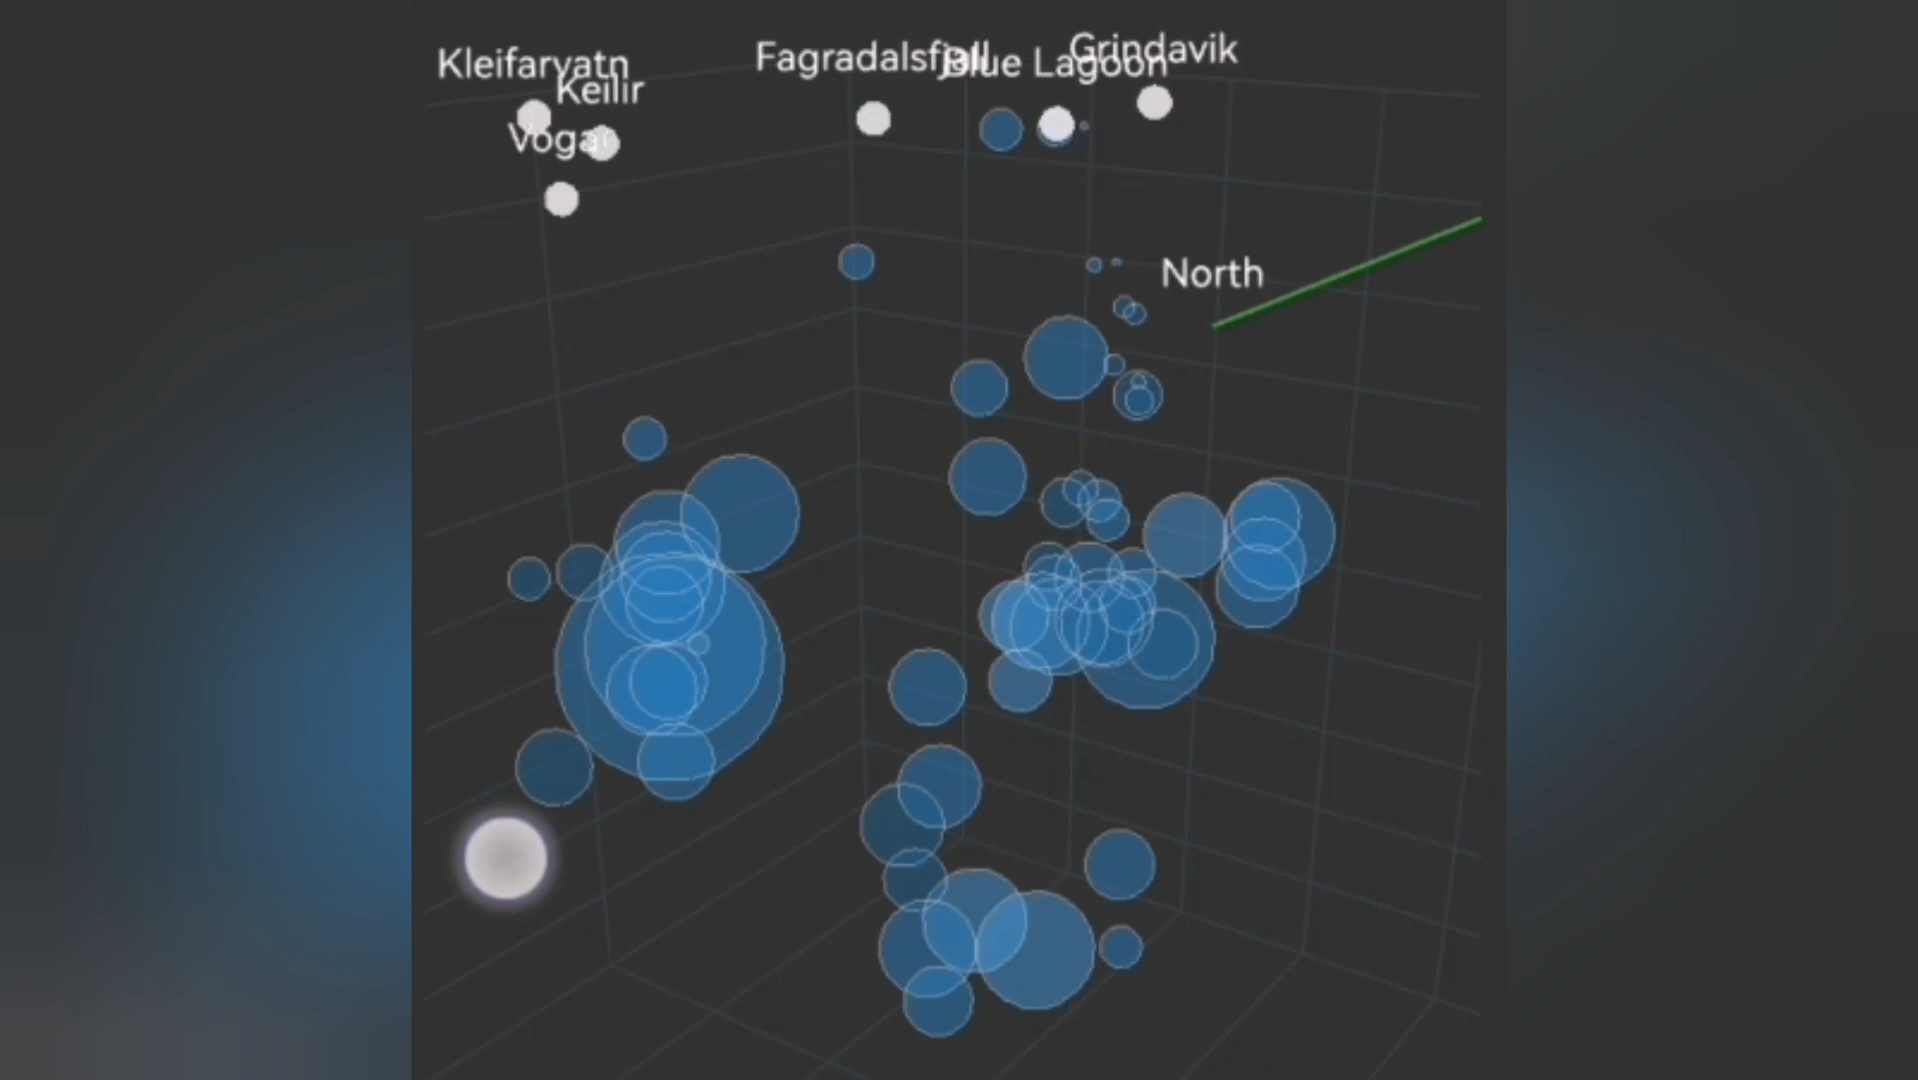 Kleifarvatn
Keilir
Vogar
Fagradalsfjall
Blue Lagoon
Grindavik
North